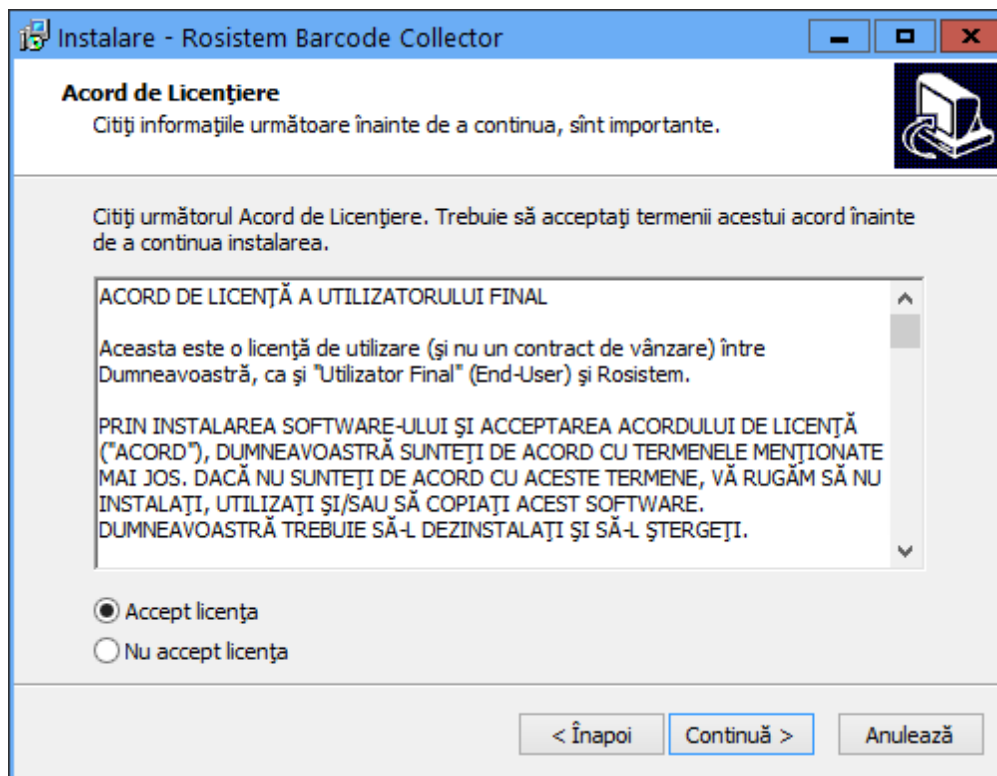 Instalare - Rosistem Barcode Collector
Acord de Licenţiere
Citiţi informaţiile următoare înainte de a continua, sînt importante.
Citiţi următorul Acord de Licenţiere. Trebuie să acceptaţi termenii acestui acord înainte
de a continua instalarea.
ACORD DE LICENŢĂ A UTILIZATORULUI FINAL
Aceasta este o licenţă de utilizare (şi nu un contract de vânzare) între
Dumneavoastră, ca şi "Utilizator Final" (End-User) şi Rosistem.
PRIN INSTALAREA SOFTWARE-ULUI ŞI ACCEPTAREA ACORDULUI DE LICENŢĂ
("ACORD"), DUMNEAVOASTRĂ SUNTEŢI DE ACORD CU TERMENELE MENŢIONATE
MAI JOS. DACĂ NU SUNTEŢI DE ACORD CU ACESTE TERMENE, VĂ RUGĂM SĂ NU
INSTALAŢI, UTILIZAŢI ŞI/SAU SĂ COPIAŢI ACEST SOFTWARE.
DUMNEAVOASTRĂ TREBUIE SĂ-L DEZINSTALAŢI ŞI SĂ-L ŞTERGEŢI.
Accept licenţa
Nu accept licenţa
< Înapoi
Continuă >
Anulează